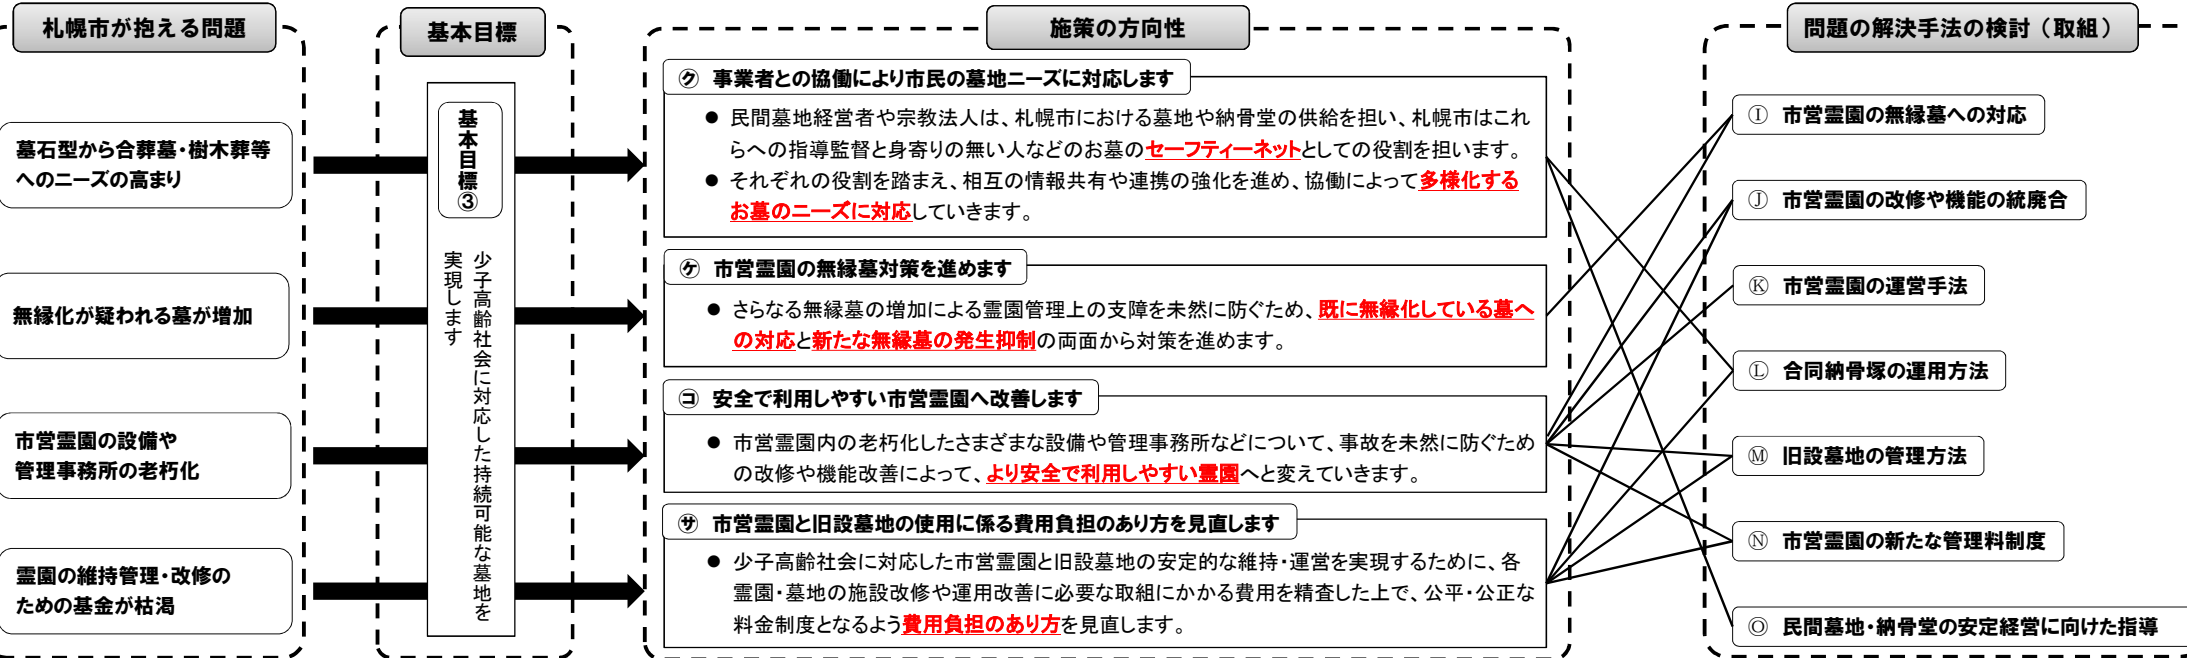 札幌市が抱える問題
墓石型から合葬墓・樹木葬等
へのニーズの高まり
無縁化が疑われる墓が増加
市営霊園の設備や
管理事務所の老朽化
霊園の維持管理・改修の
ための基金が枯渇
基本目標
基本目標③
少子高齢社会に対応した持続可能な墓地を
実現します
施策の方向性
㋗ 事業者との協働により市民の墓地ニーズに対応します
● 民間墓地経営者や宗教法人は、札幌市における墓地や納骨堂の供給を担い、札幌市はこれ
らへの指導監督と身寄りの無い人などのお墓のセーフティーネットとしての役割を担います。
● それぞれの役割を踏まえ、相互の情報共有や連携の強化を進め、協働によって多様化する
お墓のニーズに対応していきます。
㋘ 市営霊園の無縁墓対策を進めます
● さらなる無縁墓の増加による霊園管理上の支障を未然に防ぐため、既に無縁化している墓へ
の対応と新たな無縁墓の発生抑制の両面から対策を進めます。
㋙ 安全で利用しやすい市営霊園へ改善します
● 市営霊園内の老朽化したさまざまな設備や管理事務所などについて、事故を未然に防ぐため
の改修や機能改善によって、より安全で利用しやすい霊園へと変えていきます。
㋚ 市営霊園と旧設墓地の使用に係る費用負担のあり方を見直します
● 少子高齢社会に対応した市営霊園と旧設墓地の安定的な維持・運営を実現するために、各
霊園・墓地の施設改修や運用改善に必要な取組にかかる費用を精査した上で、公平・公正な
料金制度となるよう費用負担のあり方を見直します。
問題の解決手法の検討（取組）
Ⓘ 市営霊園の無縁墓への対応
Ⓙ 市営霊園の改修や機能の統廃合
Ⓚ 市営霊園の運営手法
Ⓛ 合同納骨塚の運用方法
Ⓜ 旧設墓地の管理方法
Ⓝ 市営霊園の新たな管理料制度
Ⓞ 民間墓地・納骨堂の安定経営に向けた指導